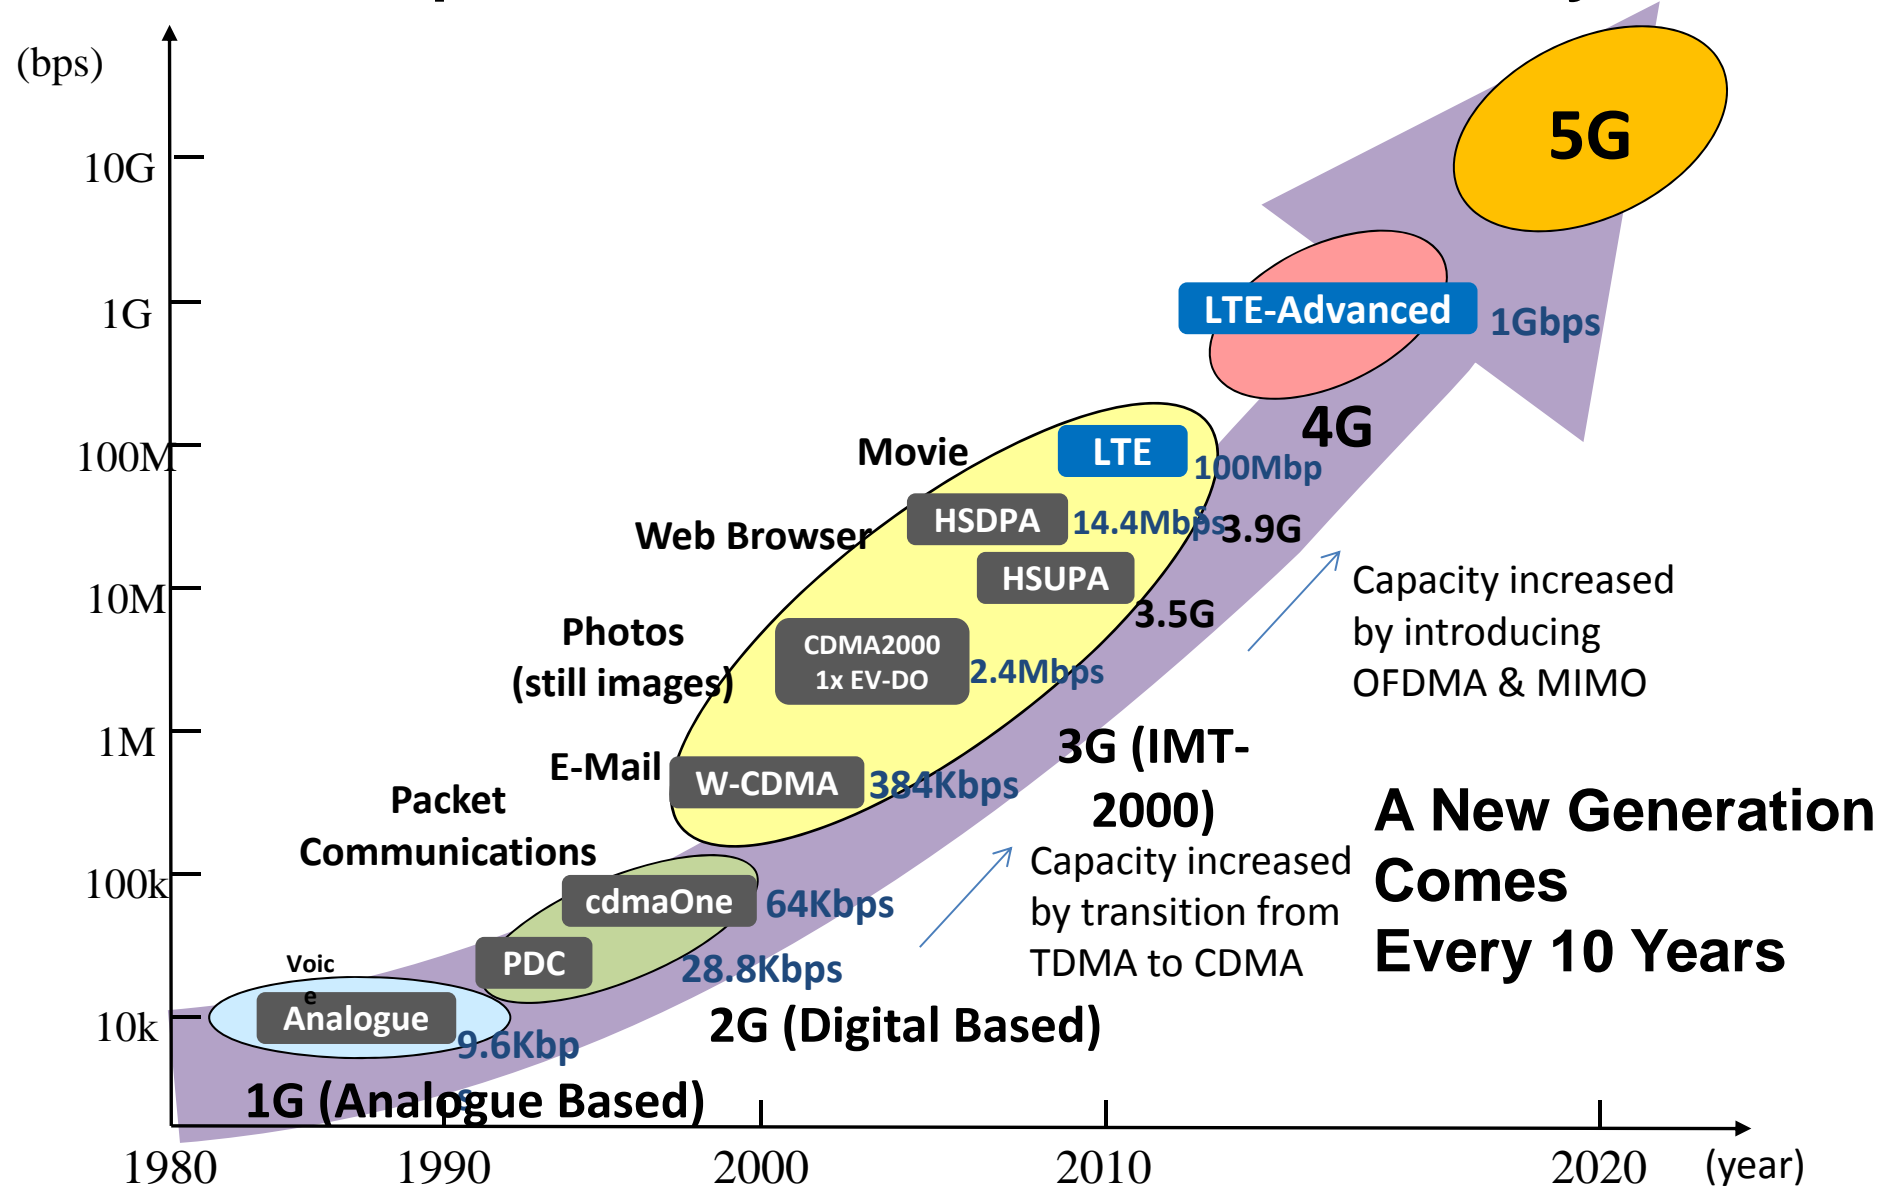 (bps)
10G
1G
100M
10M
1M
100k
10k
1980
1990
2000
2010
2020
(year)
5G
LTE-Advanced
1Gbps
4G
Movie
LTE
100Mbp
s
Web Browser
HSDPA
14.4Mbps
3.9G
HSUPA
3.5G
Capacity increased
by introducing
OFDMA & MIMO
Photos
(still images)
CDMA2000
1x EV-DO
2.4Mbps
E-Mail
W-CDMA
384Kbps
3G (IMT-
2000)
Capacity increased
by transition from
TDMA to CDMA
A New Generation
Comes
Every 10 Years
Packet
Communications
cdmaOne
64Kbps
PDC
28.8Kbps
2G (Digital Based)
Voic
e
Analogue
9.6Kbp
s
1G (Analogue Based)